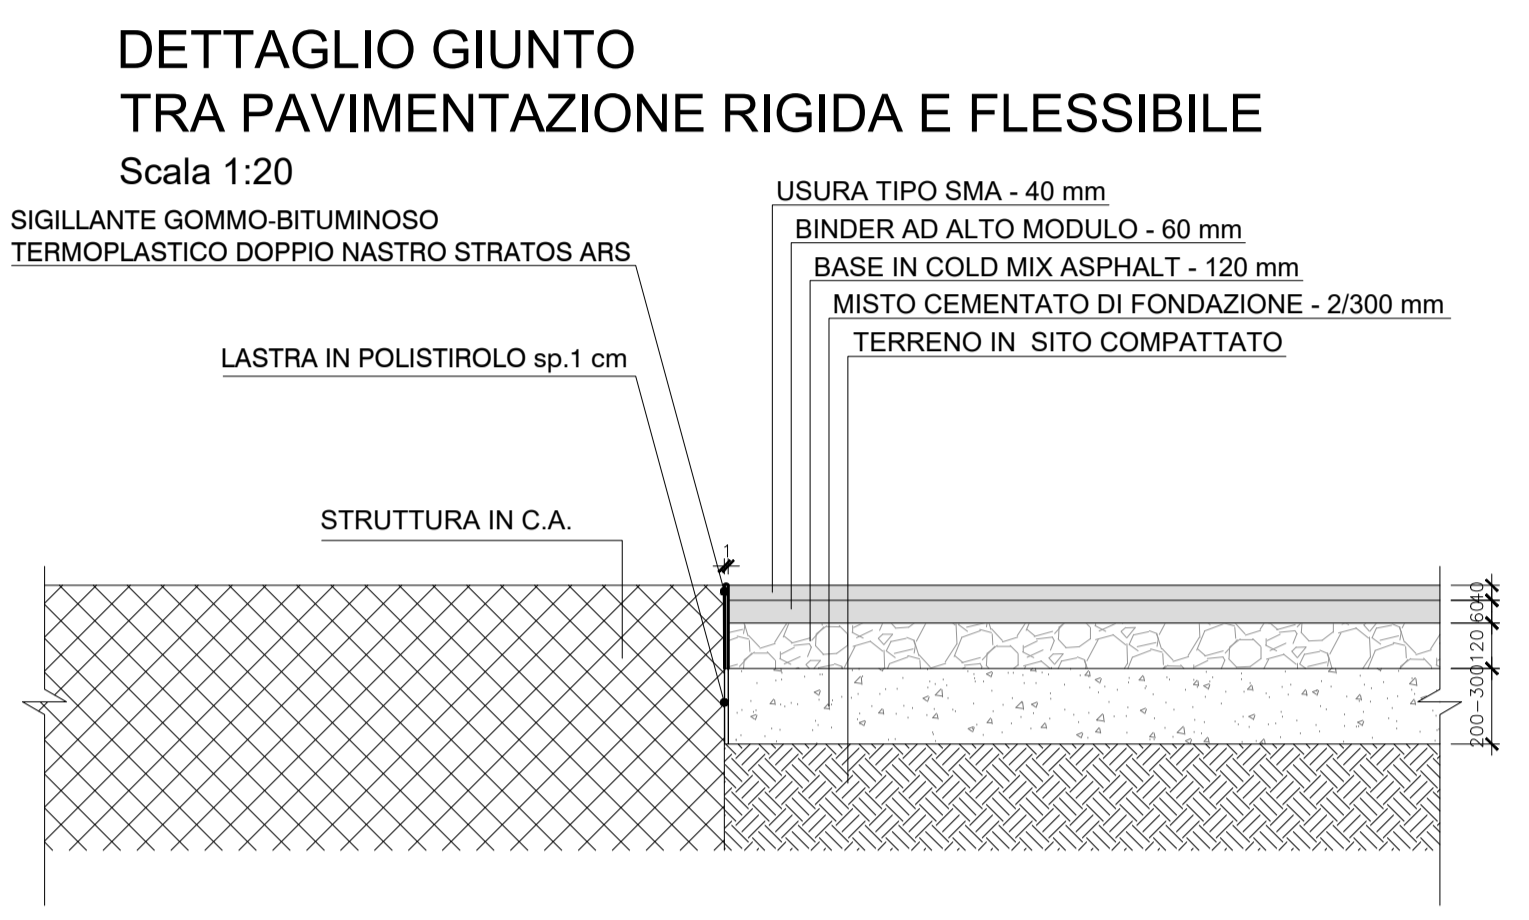 DETTAGLIO GIUNTO
TRA PAVIMENTAZIONE RIGIDA E FLESSIBILE
Scala 1:20
SIGILLANTE GOMMO-BITUMINOSO
TERMOPLASTICO DOPPIO NASTRO STRATOS ARS
USURA TIPO SMA - 40 mm
BINDER AD ALTO MODULO - 60 mm
BASE IN COLD MIX ASPHALT - 120 mm
MISTO CEMENTATO DI FONDAZIONE - 2/300 mm
TERRENO IN SITO COMPATTATO
LASTRA IN POLISTIROLO sp.1 cm
STRUTTURA IN C.A.
1
40
60
120
200-300